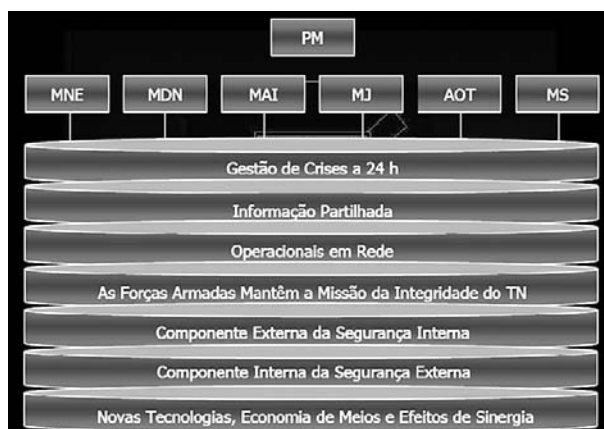 PM
MNE MDN MAI MJ AOT MS
Gestão de Crises a 24 h
Informação Partilhada
Operacionais em Rede
As Forças Armadas Mantêm a Missão da Integridade do TN
Componente Externa da Segurança Interna
Componente Interna da Segurança Externa
Novas Tecnologias, Economia de Meios e Efeitos de Sinergia